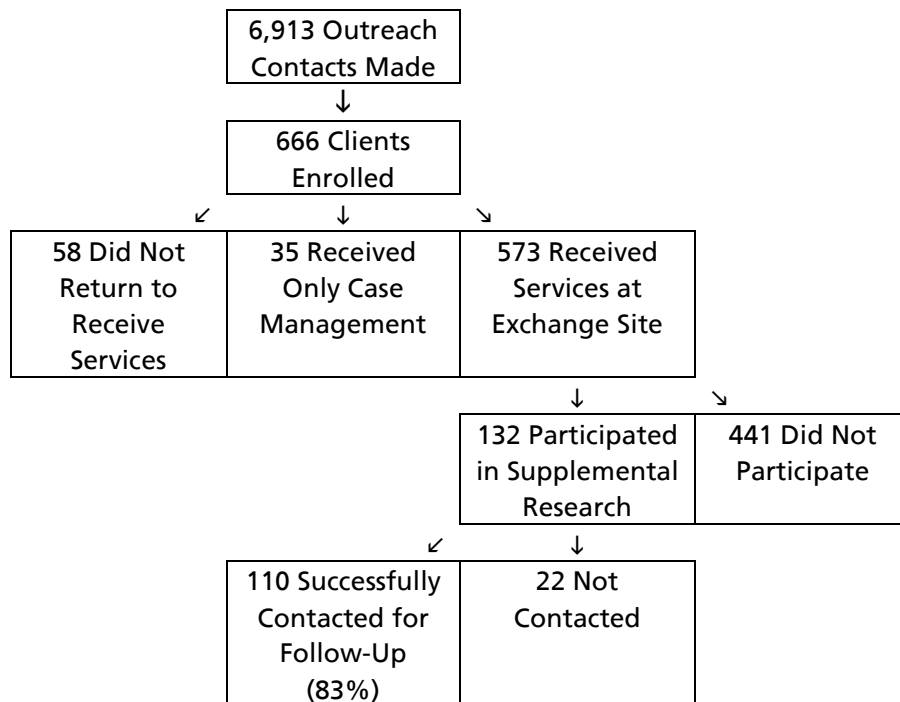 6,913 Outreach
Contacts Made
↓
666 Clients
Enrolled
↙ ↓ ↘
58 Did Not
Return to
Receive
Services
35 Received
Only Case
Management
573 Received
Services at
Exchange Site
↓ ↘
132 Participated
in Supplemental
Research
441 Did Not
Participate
↙ ↓
110 Successfully
Contacted for
Follow-Up
(83%)
22 Not
Contacted